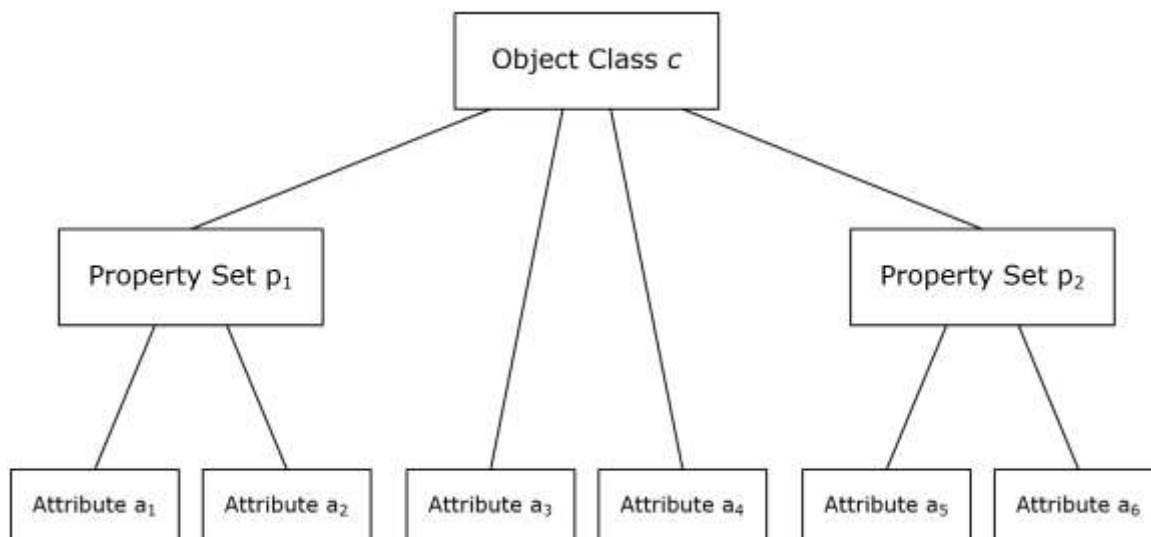 Object Class c
Property Set p₁
Property Set p₂
Attribute a₁
Attribute a₂
Attribute a₃
Attribute a₄
Attribute a₅
Attribute a₆